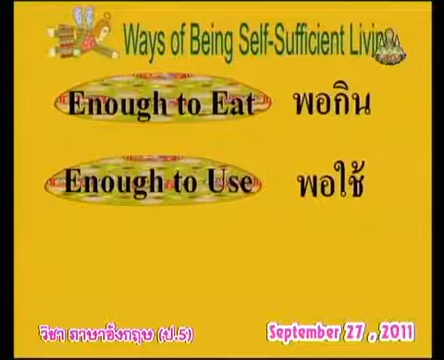 Ways of Being Self-Sufficient Living
Enough to Eat พอกิน
Enough to Use พอใช้
วิชา ภาษาอังกฤษ (ป.5) September 27 , 2011